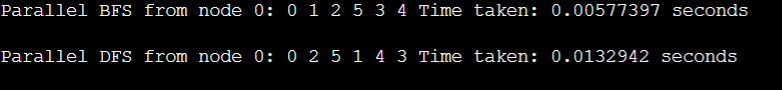 Parallel BFS from node 0: 0 1 2 5 3 4 Time taken: 0.00577397 seconds
Parallel DFS from node 0: 0 2 5 1 4 3 Time taken: 0.0132942 seconds